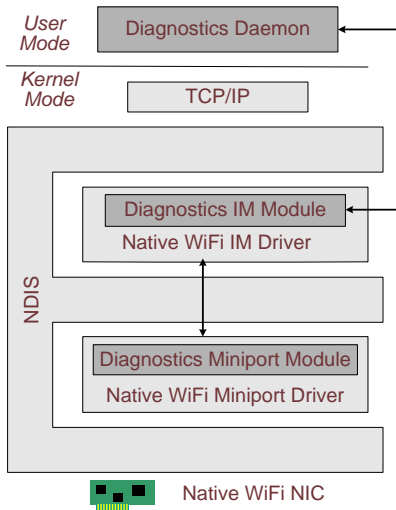 User
Mode
Diagnostics Daemon
Kernel
Mode
TCP/IP
NDIS
Diagnostics IM Module
Native WiFi IM Driver
Diagnostics Miniport Module
Native WiFi Miniport Driver
Native WiFi NIC